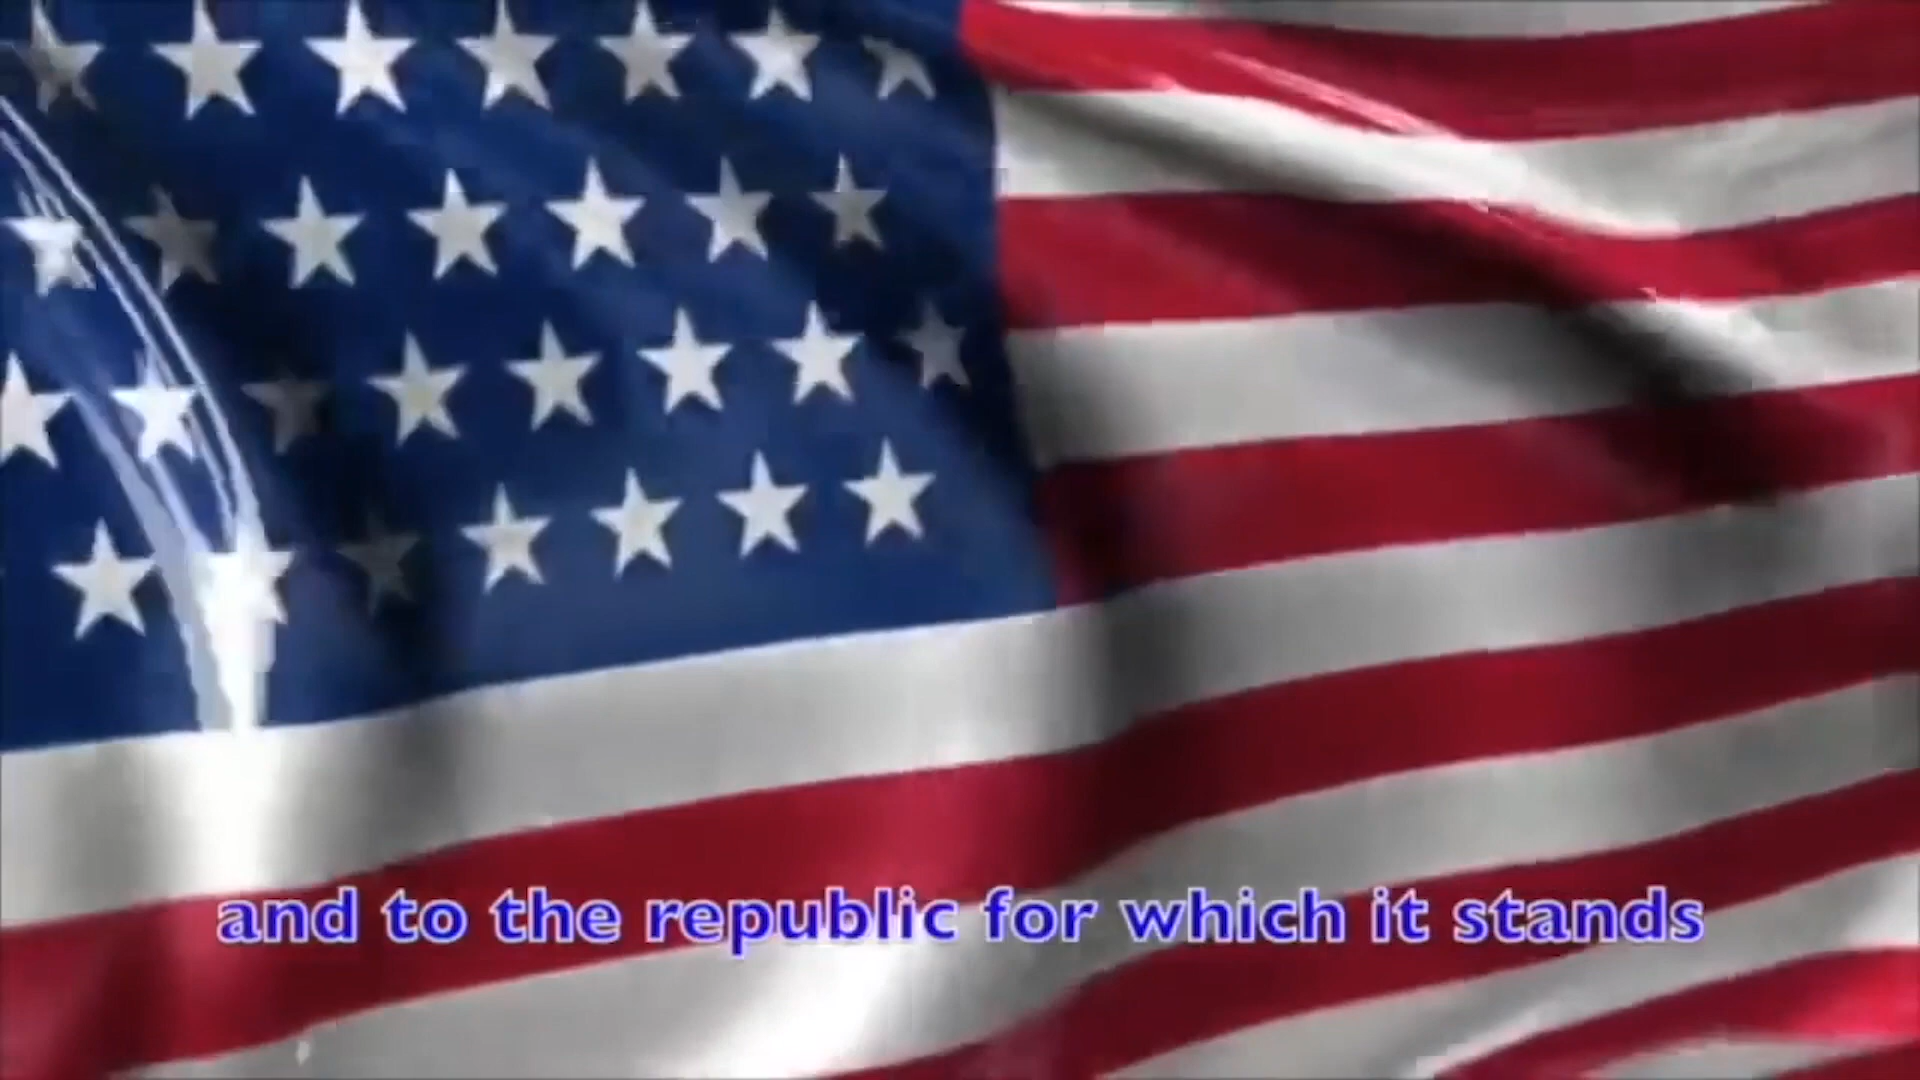 and to the republic for which it stands